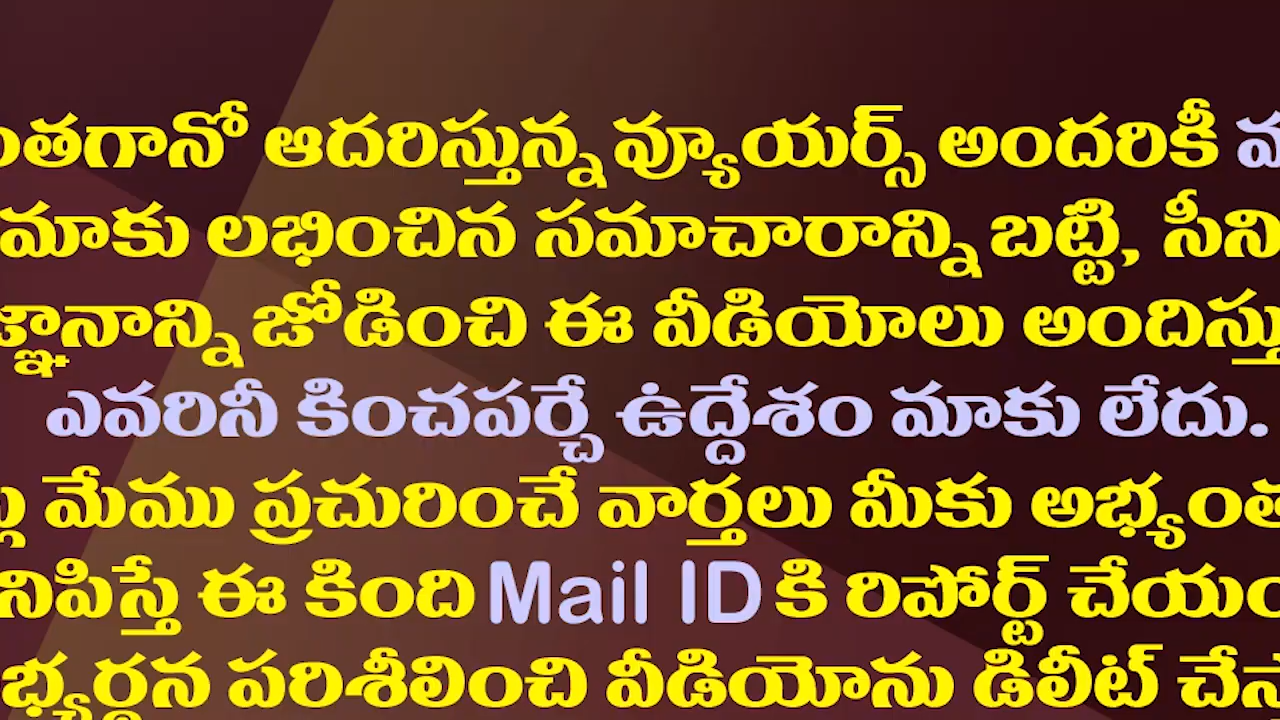 ంతగానో ఆదరిస్తున్న వ్యూయర్స్ అందరికీ
మాకు లభించిన సమాచారాన్ని బట్టి, సీని
జ్ఞానాన్ని జోడించి ఈ వీడియోలు అందిస్తు
ఎవరినీ కించపర్చే ఉద్దేశం మాకు లేదు.
మేము ప్రచురించే వార్తలు మీకు అభ్యంత
నిపిస్తే ఈ కింది Mail ID కి రిపోర్ట్ చేయం
భ్యర్థన పరిశీలించి వీడియోను డిలీట్ చేస